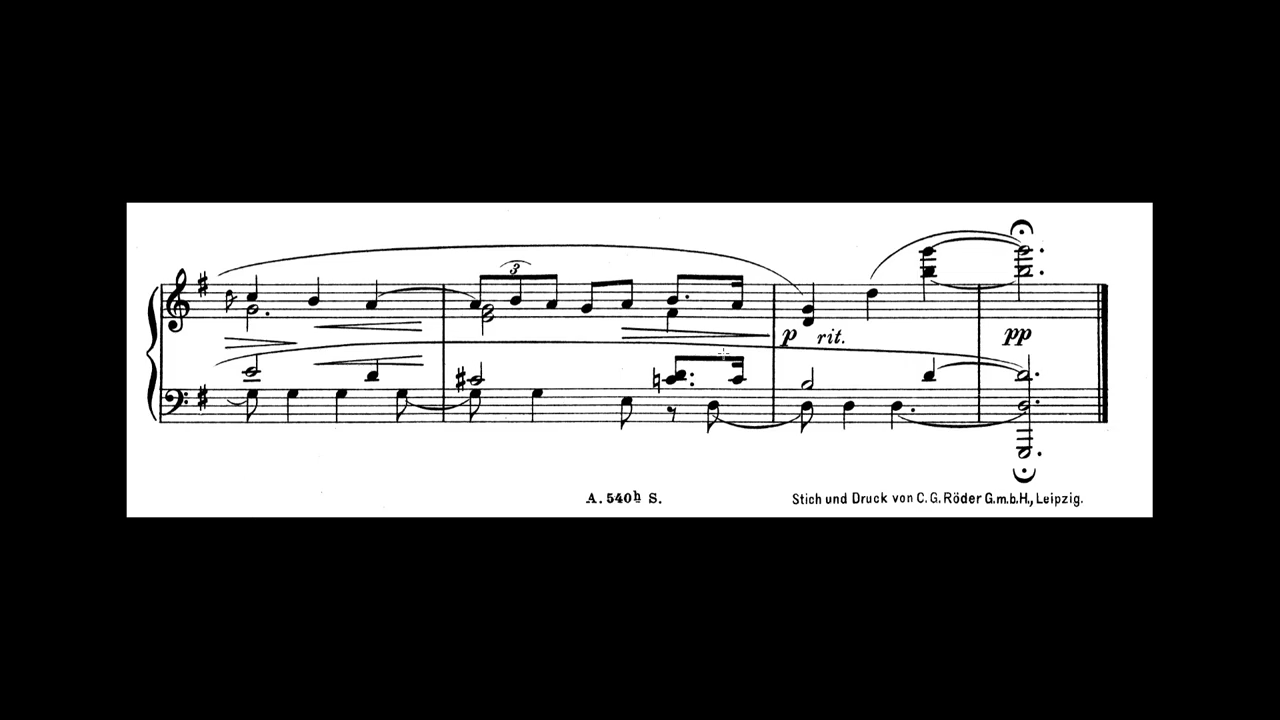 3
p rit. pp
A. 540h S. Stich und Druck von C. G. Röder G.m.b.H., Leipzig.